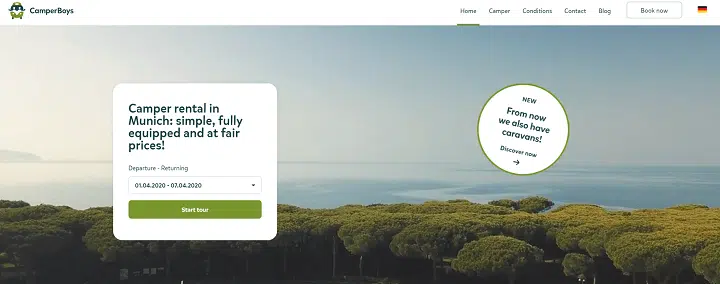 CamperBoys
Home
Camper
Conditions
Contact
Blog
Book now
Camper rental in
Munich: simple, fully
equipped and at fair
prices!
Departure - Returning
01.04.2020 - 07.04.2020
Start tour
NEW
From now
we also have
caravans!
Discover now